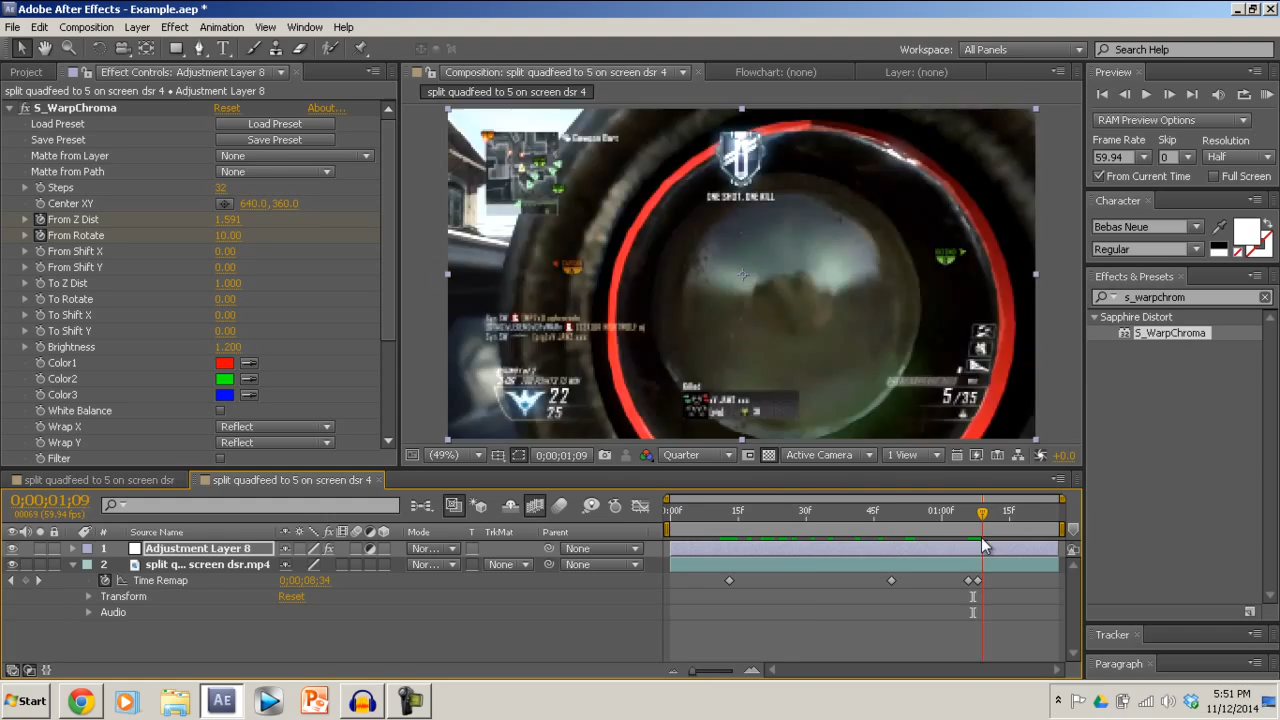 Adobe After Effects - Example.aep *
File Edit Composition Layer Effect Animation View Window Help
Workspace: All Panels Search Help
Project Effect Controls: Adjustment Layer 8
Composition: split quadfeed to 5 on screen dsr 4 Flowchart: (none) Layer: (none)
Preview
split quadfeed to 5 on screen dsr 4 • Adjustment Layer 8
split quadfeed to 5 on screen dsr 4
S_WarpChroma Reset About...
Load Preset Load Preset
Save Preset Save Preset
Matte from Layer None
Matte from Path None
Steps 32
Center XY 640.0, 360.0
From Z Dist 1.591
From Rotate 10.00
From Shift X 0.00
From Shift Y 0.00
To Z Dist 1.000
To Rotate 0.00
To Shift X 0.00
To Shift Y 0.00
Brightness 1.200
Color1
Color2
Color3
White Balance
Wrap X Reflect
Wrap Y Reflect
Filter
ONE SHOT, ONE KILL
22
25
5/35
RAM Preview Options
Frame Rate Skip Resolution
59.94 0 Half
From Current Time Full Screen
Character
Bebas Neue
Regular
Effects & Presets
s_warpchrom
Sapphire Distort
S_WarpChroma
Tracker
Paragraph
(49%) 0;00;01;09 Quarter Active Camera 1 View +0.0
split quadfeed to 5 on screen dsr split quadfeed to 5 on screen dsr 4
0;00;01;09
00069 (59.94 fps)
:00F 15F 45F 01:00F 15F
# Source Name Mode T TrkMat Parent
1 Adjustment Layer 8 Nor... None
2 split q... screen dsr.mp4 Nor... None None
Time Remap 0;00;08;34
Transform Reset
Audio
Start 5:51 PM
11/12/2014